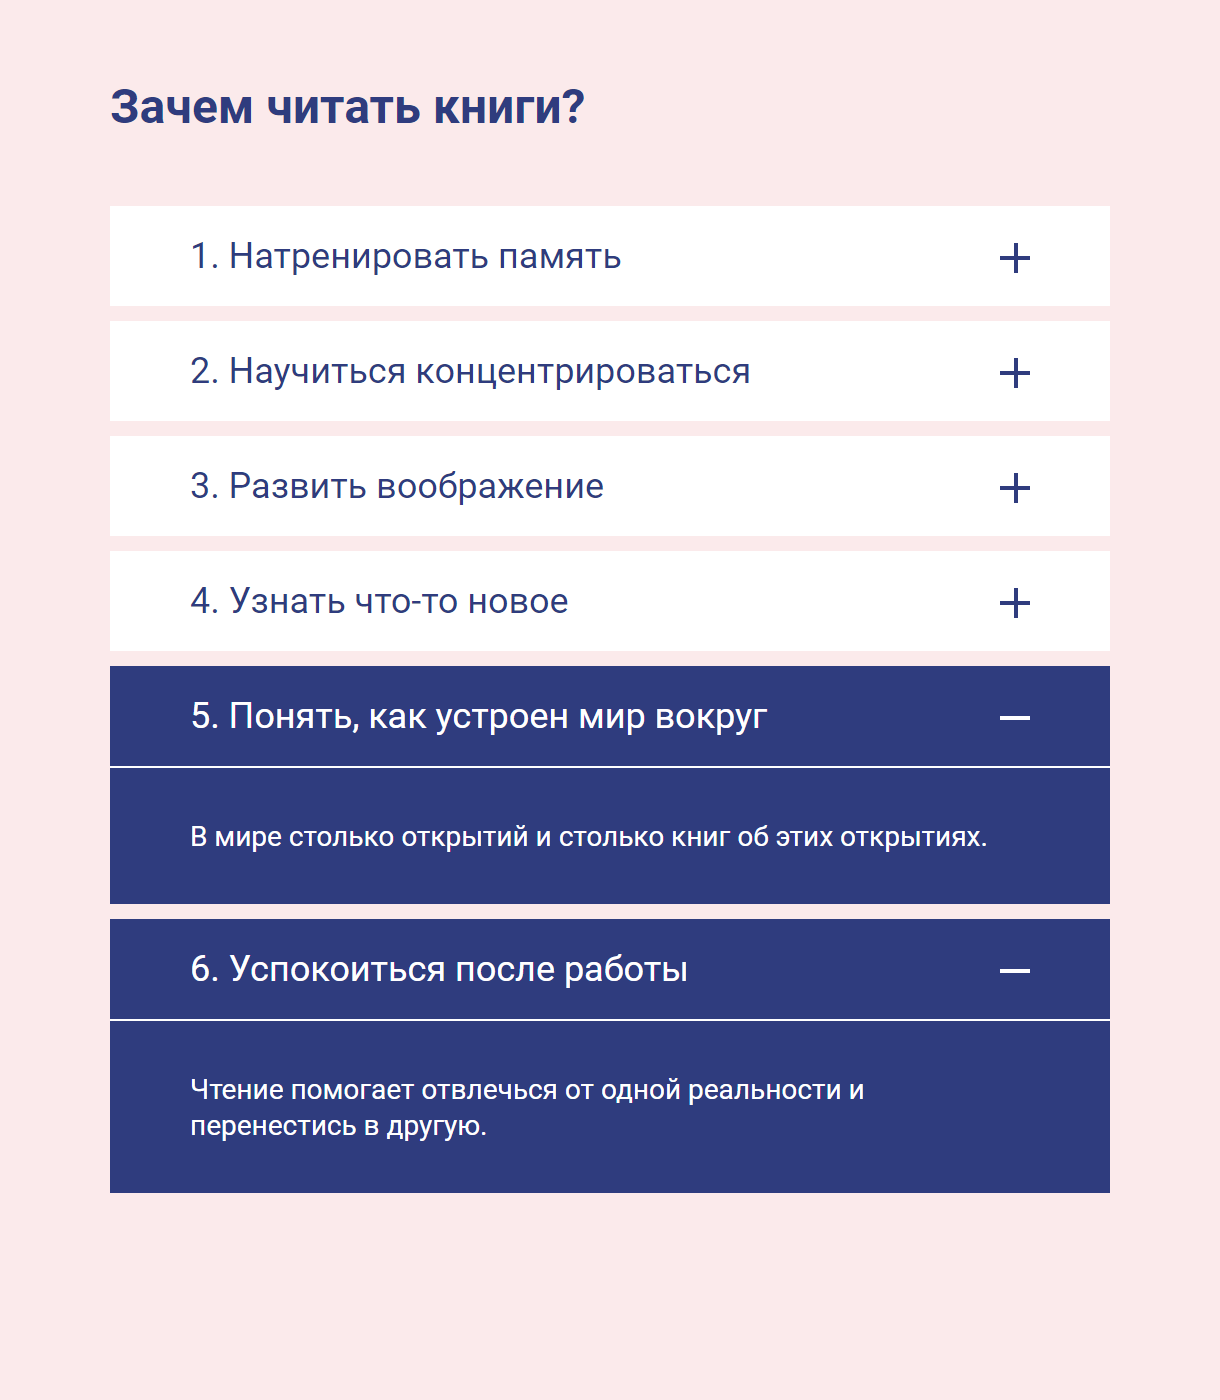 Зачем читать книги?
1. Натренировать память
2. Научиться концентрироваться
3. Развить воображение
4. Узнать что-то новое
5. Понять, как устроен мир вокруг
В мире столько открытий и столько книг об этих открытиях.
6. Успокоиться после работы
Чтение помогает отвлечься от одной реальности и
перенестись в другую.